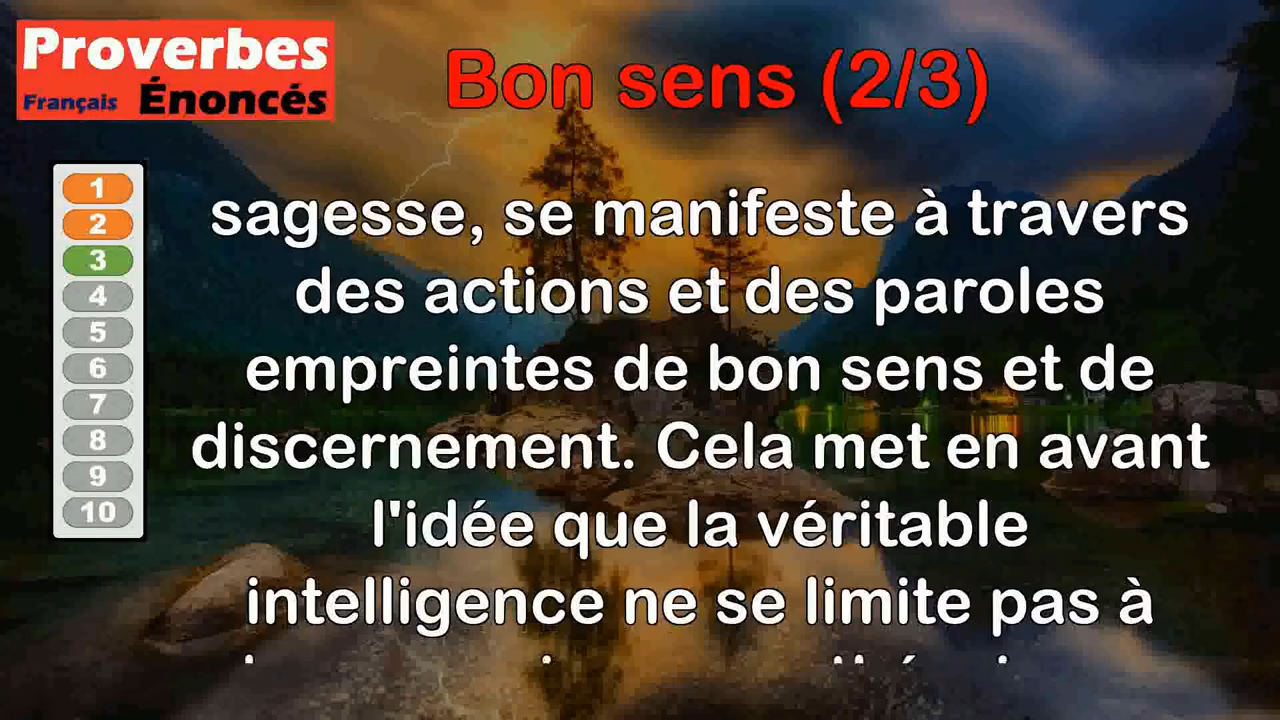 Proverbes
Français Énoncés
Bon sens (2/3)
1
2
3
4
5
6
7
8
9
10
sagesse, se manifeste à travers
des actions et des paroles
empreintes de bon sens et de
discernement. Cela met en avant
l'idée que la véritable
intelligence ne se limite pas à